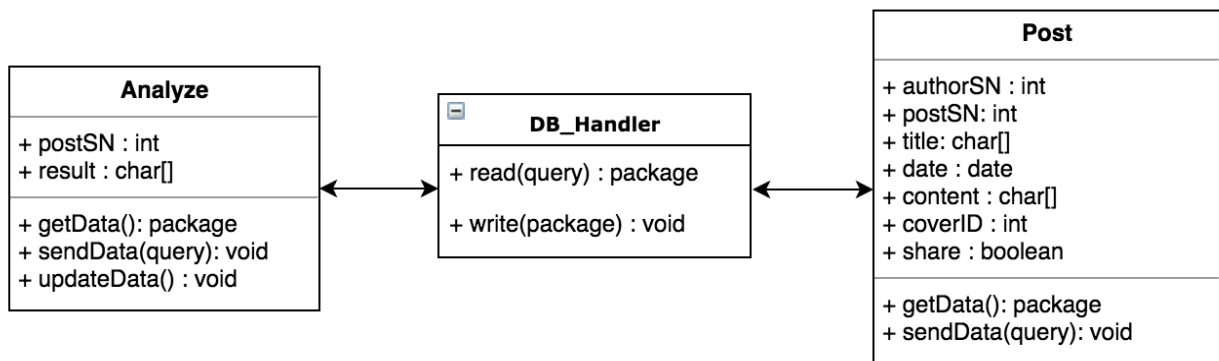 Analyze
+ postSN : int
+ result : char[]
+ getData(): package
+ sendData(query): void
+ updateData() : void
DB_Handler
+ read(query) : package
+ write(package) : void
Post
+ authorSN : int
+ postSN: int
+ title: char[]
+ date : date
+ content : char[]
+ coverID : int
+ share : boolean
+ getData(): package
+ sendData(query): void